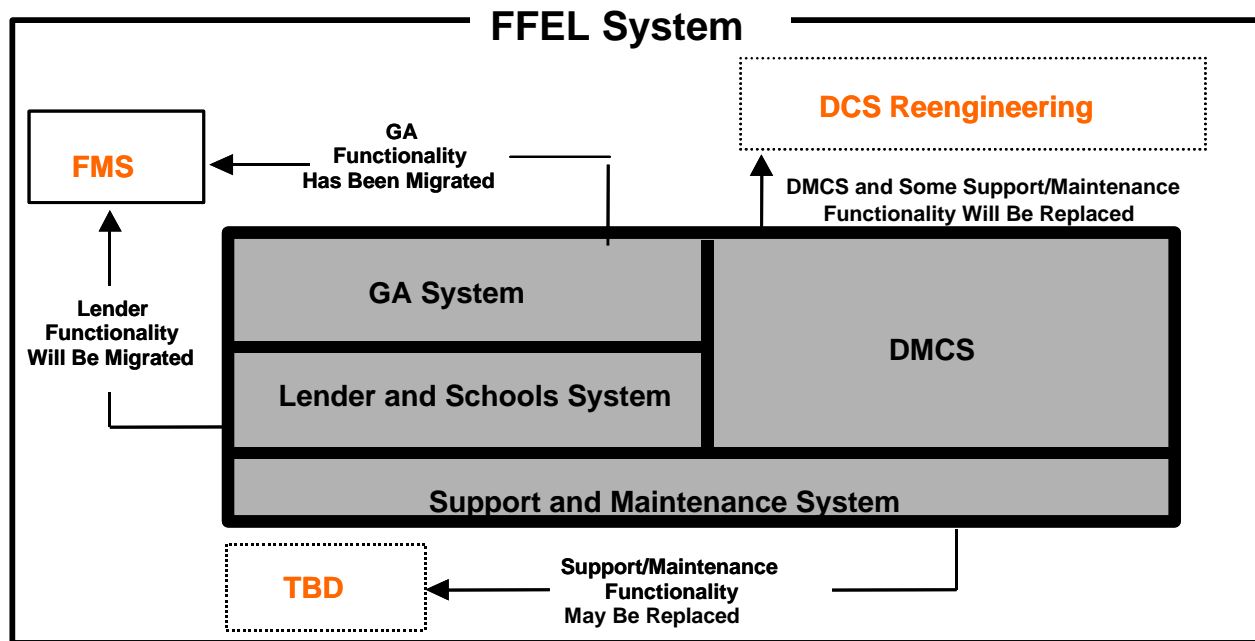 FFEL System
DCS Reengineering
GA
Functionality
Has Been Migrated
FMS
DMCS and Some Support/Maintenance
Functionality Will Be Replaced
GA System
Lender
Functionality
Will Be Migrated
DMCS
Lender and Schools System
Support and Maintenance System
TBD
Support/Maintenance
Functionality
May Be Replaced